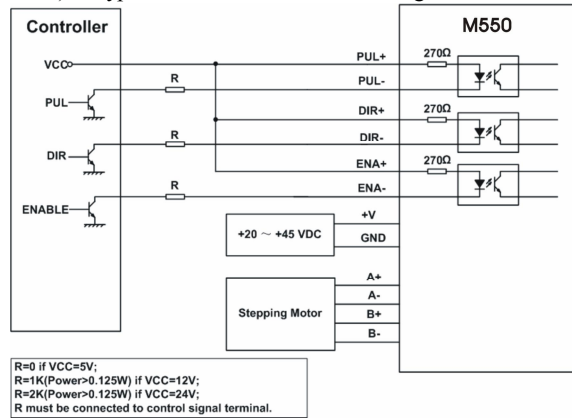 Controller
M550
VCC
PUL+
270Ω
R
PUL-
PUL
DIR+
270Ω
R
DIR-
DIR
ENA+
270Ω
R
ENA-
ENABLE
+V
+20 ~ +45 VDC
GND
A+
A-
Stepping Motor
B+
B-
R=0 if VCC=5V;
R=1K(Power>0.125W) if VCC=12V;
R=2K(Power>0.125W) if VCC=24V;
R must be connected to control signal terminal.